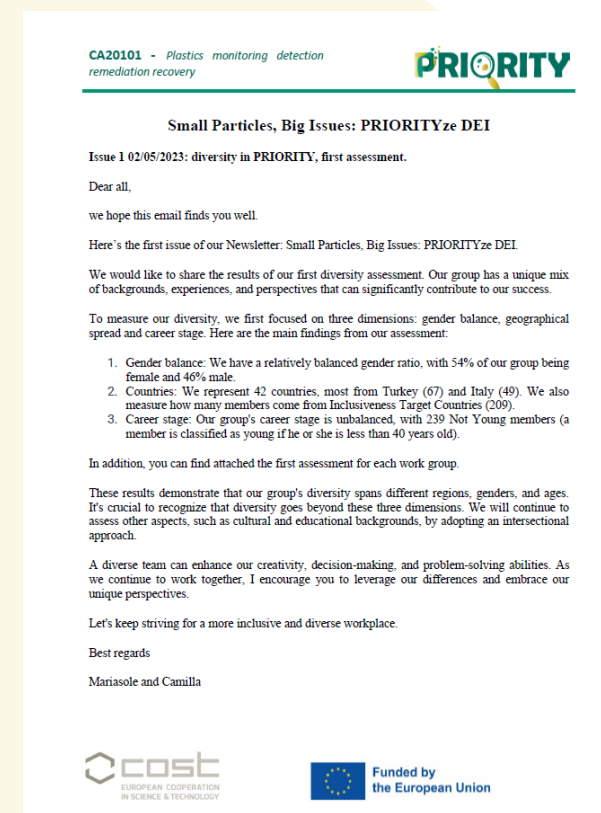 CA20101 - Plastics monitoring detection
remediation recovery
PRIORITY
Small Particles, Big Issues: PRIORITYze DEI
Issue 1 02/05/2023: diversity in PRIORITY, first assessment.
Dear all,
we hope this email finds you well.
Here's the first issue of our Newsletter: Small Particles, Big Issues: PRIORITYze DEI.
We would like to share the results of our first diversity assessment. Our group has a unique mix
of backgrounds, experiences, and perspectives that can significantly contribute to our success.
To measure our diversity, we first focused on three dimensions: gender balance, geographical
spread and career stage. Here are the main findings from our assessment:
1. Gender balance: We have a relatively balanced gender ratio, with 54% of our group being
female and 46% male.
2. Countries: We represent 42 countries, most from Turkey (67) and Italy (49). We also
measure how many members come from Inclusiveness Target Countries (209).
3. Career stage: Our group's career stage is unbalanced, with 239 Not Young members (a
member is classified as young if he or she is less than 40 years old).
In addition, you can find attached the first assessment for each work group.
These results demonstrate that our group's diversity spans different regions, genders, and ages.
It's crucial to recognize that diversity goes beyond these three dimensions. We will continue to
assess other aspects, such as cultural and educational backgrounds, by adopting an intersectional
approach.
A diverse team can enhance our creativity, decision-making, and problem-solving abilities. As
we continue to work together, I encourage you to leverage our differences and embrace our
unique perspectives.
Let's keep striving for a more inclusive and diverse workplace.
Best regards
Mariasole and Camilla
cost
EUROPEAN COOPERATION
IN SCIENCE & TECHNOLOGY
Funded by
the European Union